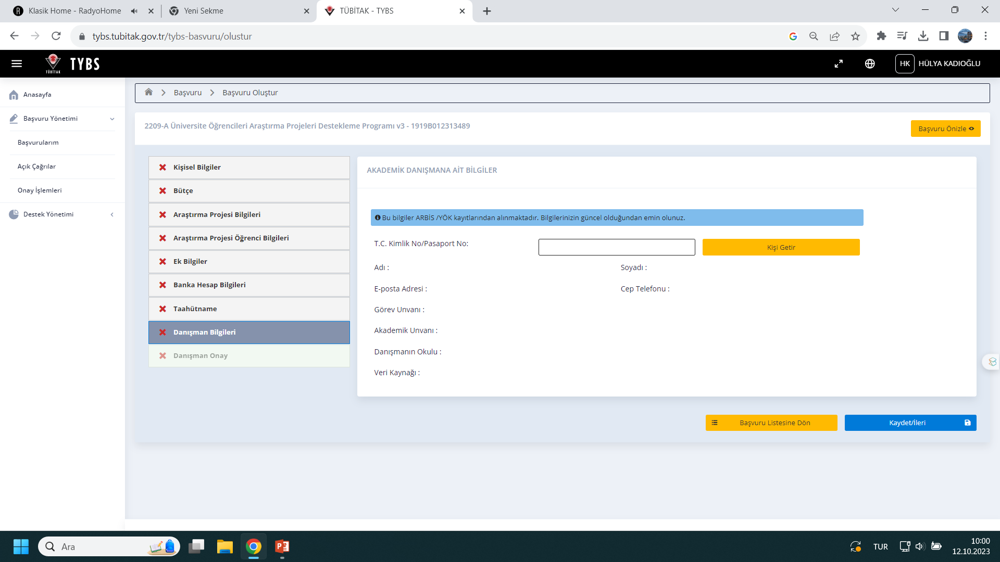 Klasik Home - RadyoHome
Yeni Sekme
TÜBİTAK - TYBS
tybs.tubitak.gov.tr/tybs-basvuru/olustur
TÜBİTAK
TYBS
HK
HÜLYA KADIOĞLU
Anasayfa
Başvuru Yönetimi
Başvurularım
Açık Çağrılar
Onay İşlemleri
Destek Yönetimi
Başvuru
Başvuru Oluştur
2209-A Üniversite Öğrencileri Araştırma Projeleri Destekleme Programı v3 - 1919B012313489
Başvuru Önizle
Kişisel Bilgiler
Bütçe
Araştırma Projesi Bilgileri
Araştırma Projesi Öğrenci Bilgileri
Ek Bilgiler
Banka Hesap Bilgileri
Taahütname
Danışman Bilgileri
Danışman Onay
AKADEMİK DANIŞMANA AİT BİLGİLER
Bu bilgiler ARBİS /YÖK kayıtlarından alınmaktadır. Bilgilerinizin güncel olduğundan emin olunuz.
T.C. Kimlik No/Pasaport No:
Kişi Getir
Adı :
Soyadı :
E-posta Adresi :
Cep Telefonu :
Görev Unvanı :
Akademik Unvanı :
Danışmanın Okulu :
Veri Kaynağı :
Başvuru Listesine Dön
Kaydet/İleri
Ara
TUR
10:00
12.10.2023